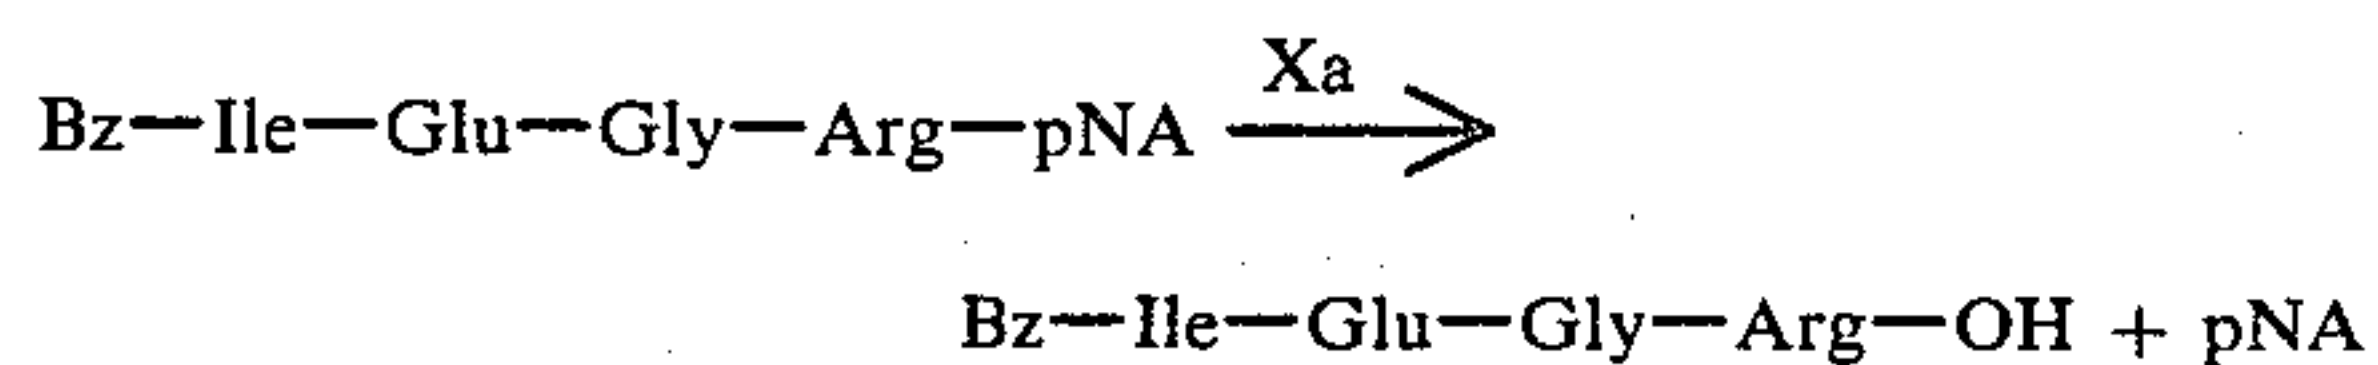 Xa
Bz—Ile—Glu—Gly—Arg—pNA
Bz—Ile—Glu—Gly—Arg—OH + pNA